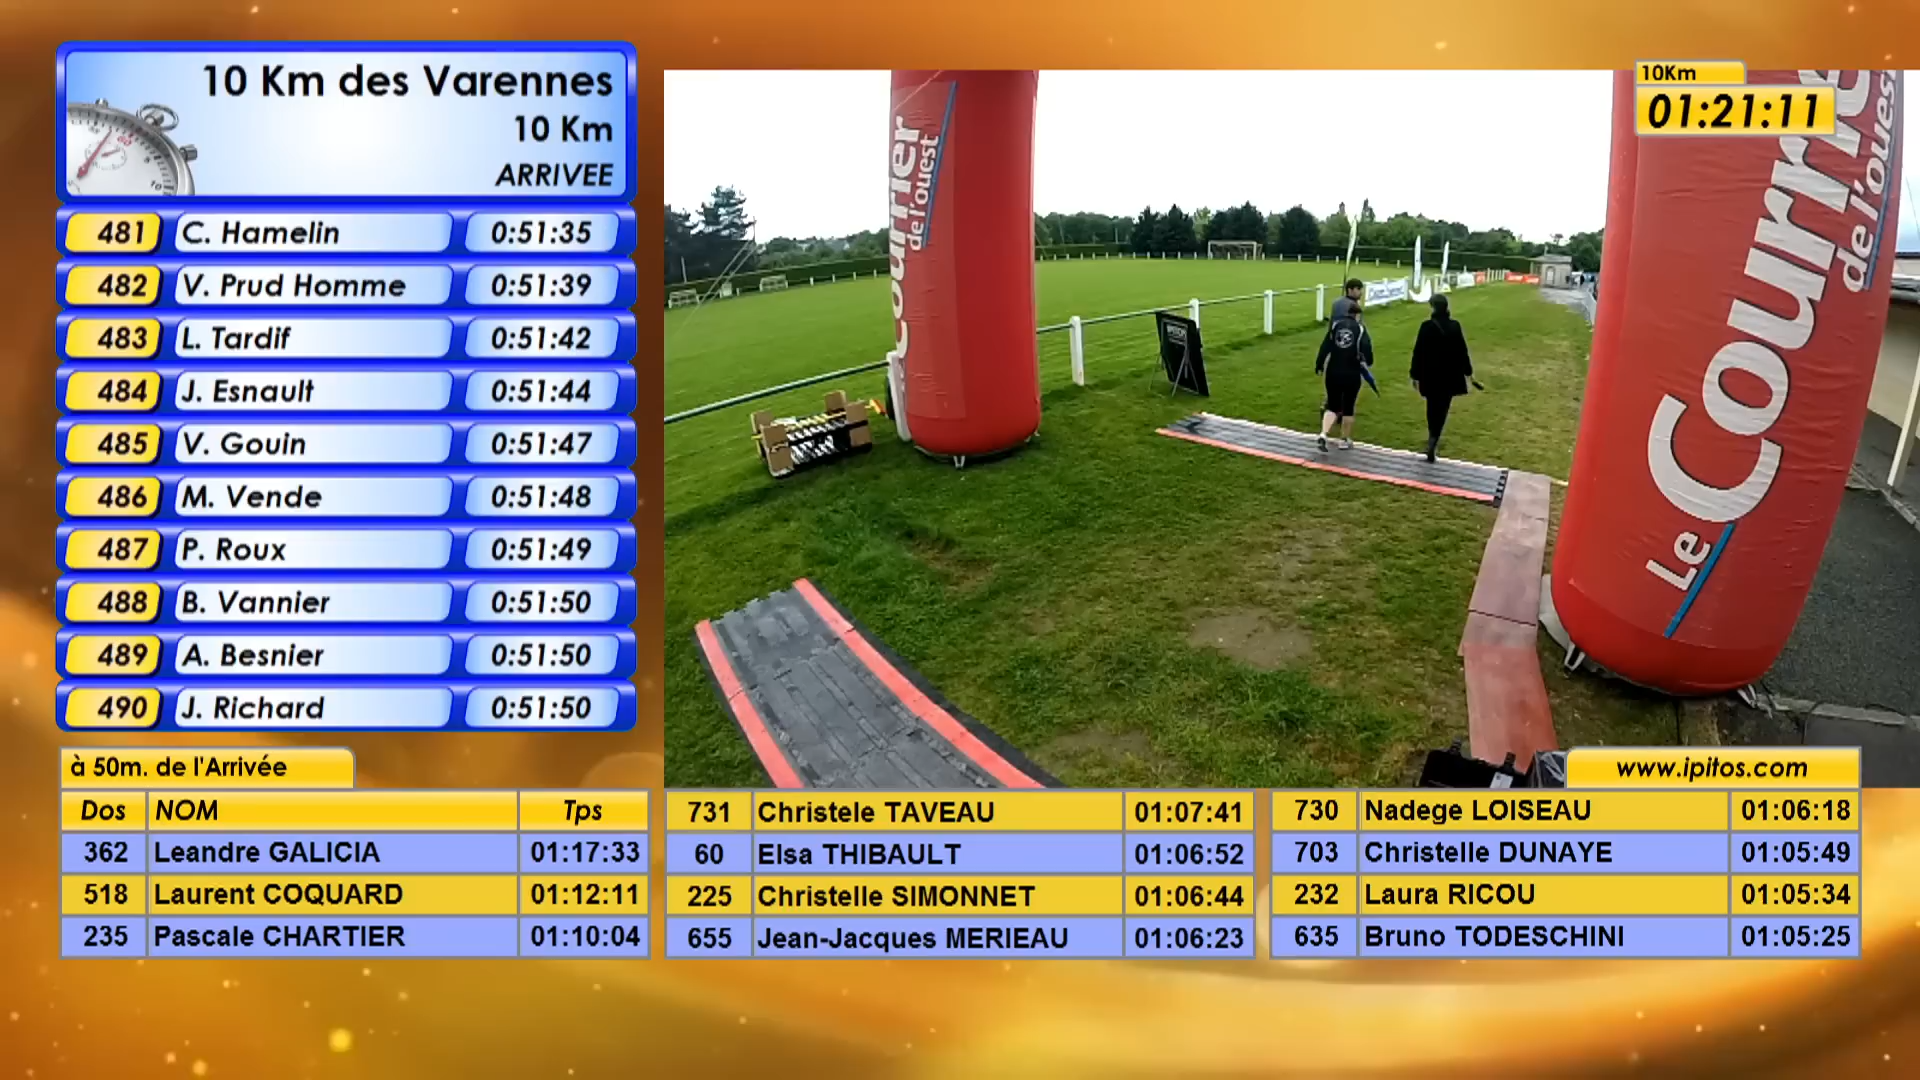 10 Km des Varennes
10 Km
ARRIVEE
481 C. Hamelin 0:51:35
482 V. Prud Homme 0:51:39
483 L. Tardif 0:51:42
484 J. Esnault 0:51:44
485 V. Gouin 0:51:47
486 M. Vende 0:51:48
487 P. Roux 0:51:49
488 B. Vannier 0:51:50
489 A. Besnier 0:51:50
490 J. Richard 0:51:50
10Km
01:21:11
Le Courrier
de l'ouest
Le Courrier
de l'ouest
à 50m. de l'Arrivée
www.ipitos.com
Dos NOM Tps
362 Leandre GALICIA 01:17:33
518 Laurent COQUARD 01:12:11
235 Pascale CHARTIER 01:10:04
731 Christele TAVEAU 01:07:41
60 Elsa THIBAULT 01:06:52
225 Christelle SIMONNET 01:06:44
655 Jean-Jacques MERIEAU 01:06:23
730 Nadege LOISEAU 01:06:18
703 Christelle DUNAYE 01:05:49
232 Laura RICOU 01:05:34
635 Bruno TODESCHINI 01:05:25